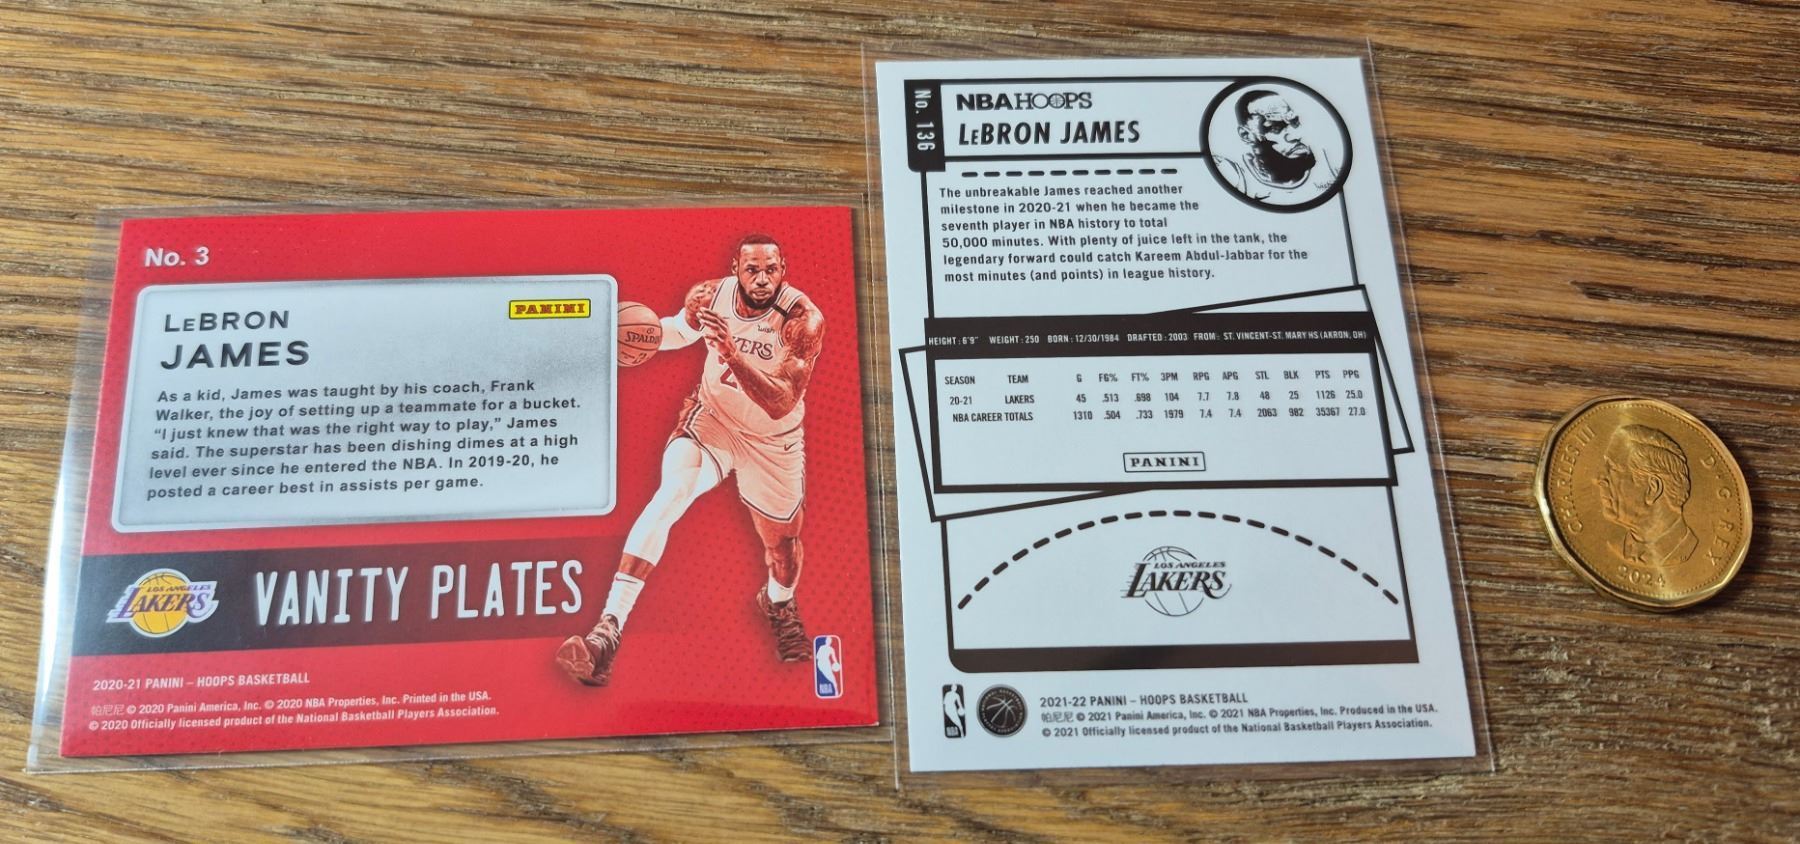 No. 3
LEBRON
JAMES
PANINI
As a kid, James was taught by his coach, Frank
Walker, the joy of setting up a teammate for a bucket.
“I just knew that was the right way to play,” James
said. The superstar has been dishing dimes at a high
level ever since he entered the NBA. In 2019-20, he
posted a career best in assists per game.
SPALDING
wish
LOS ANGELES
LAKERS
VANITY PLATES
NBA
2020-21 PANINI – HOOPS BASKETBALL
帕尼尼 © 2020 Panini America, Inc. © 2020 NBA Properties, Inc. Printed in the USA.
© 2020 Officially licensed product of the National Basketball Players Association.
No. 136
NBA HOOPS
LEBRON JAMES
wish
The unbreakable James reached another
milestone in 2020-21 when he became the
seventh player in NBA history to total
50,000 minutes. With plenty of juice left in the tank, the
legendary forward could catch Kareem Abdul-Jabbar for the
most minutes (and points) in league history.
HEIGHT: 6'9" WEIGHT: 250 BORN: 12/30/1984 DRAFTED: 2003 FROM: ST. VINCENT-ST. MARY HS (AKRON, OH)
SEASON TEAM G FG% FT% 3PM RPG APG STL BLK PTS PPG
20-21 LAKERS 45 .513 .698 104 7.7 7.8 48 25 1126 25.0
NBA CAREER TOTALS 1310 .504 .733 1979 7.4 7.4 2063 982 35367 27.0
PANINI
LOS ANGELES
LAKERS
NBA
2021-22 PANINI – HOOPS BASKETBALL
帕尼尼 © 2021 Panini America, Inc. © 2021 NBA Properties, Inc. Produced in the USA.
© 2021 Officially licensed product of the National Basketball Players Association.
CHARLES III D·G·REX
2024